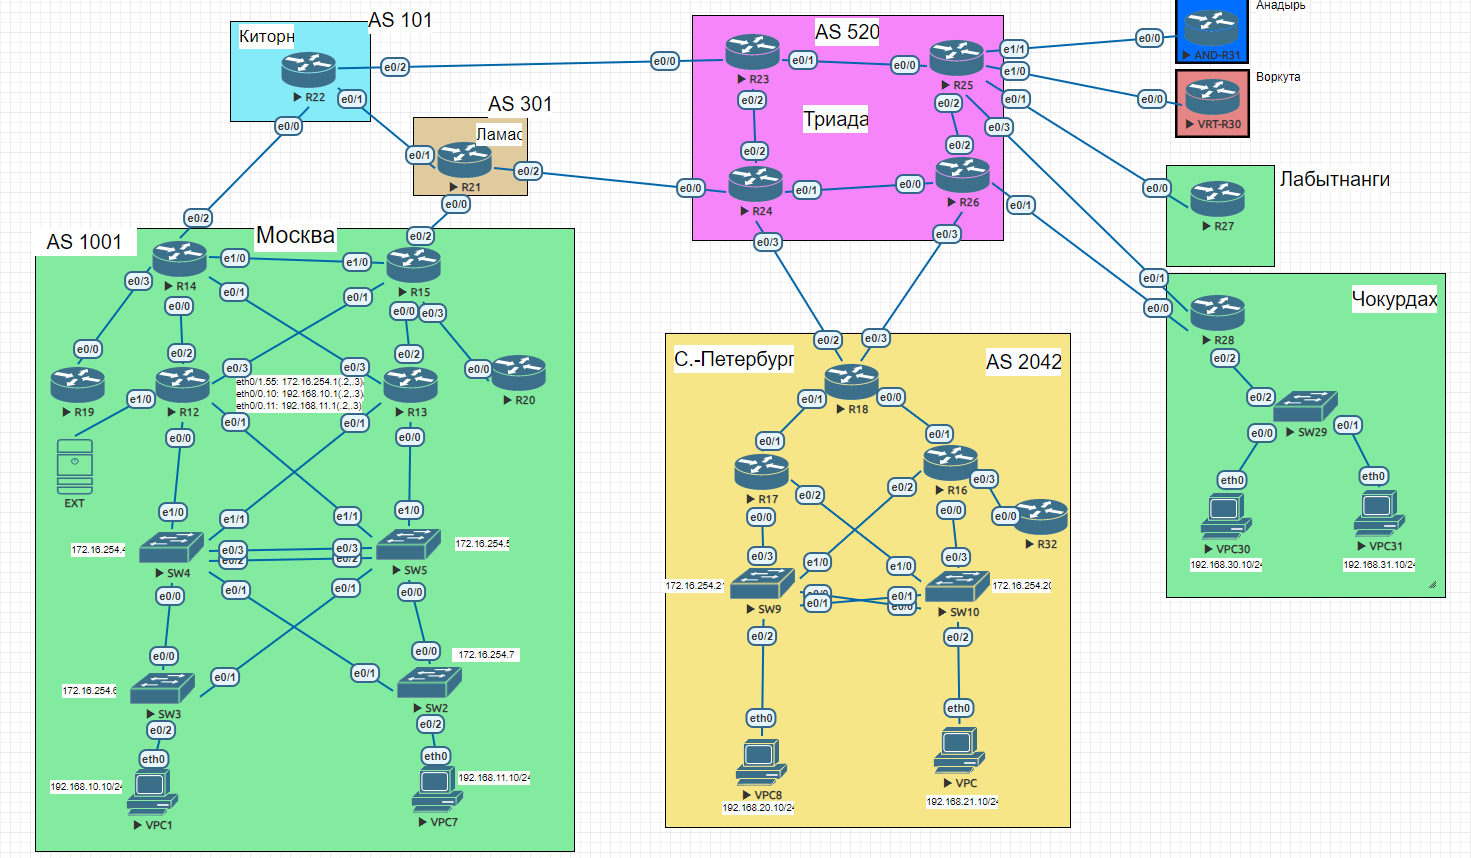 AS 101
Киторн
e0/2
R22
e0/1
e0/0
AS 301
Ламас
e0/1
e0/2
R21
e0/0
AS 520
Триада
e0/0
R23
e0/1
e0/2
e0/0
R25
e1/1
e1/0
e0/1
e0/3
e0/2
e0/2
e0/2
e0/0
R24
e0/1
e0/3
e0/0
R26
e0/1
e0/3
Анадырь
e0/0
AND-R31
Воркута
e0/0
VRT-R30
Лабытнанги
e0/0
R27
Чокурдах
e0/1
e0/0
R28
e0/2
e0/2
SW29
e0/0
e0/1
eth0
eth0
VPC30
VPC31
192.168.30.10/24
192.168.31.10/24
AS 1001
Москва
e0/2
R14
e1/0
e0/3
e0/0
e0/1
e0/2
e1/0
R15
e0/1
e0/0
e0/3
e0/0
R19
e0/2
e0/3
R12
e1/0
e0/0
e0/1
eth0/1.55: 172.16.254.1(.2,.3)
eth0/0.10: 192.168.10.1(.2,.3)
eth0/0.11: 192.168.11.1(.2,.3)
e0/3
e0/2
R13
e0/1
e0/0
e0/0
R20
EXT
172.16.254.4
e1/0
e1/1
SW4
e0/3
e0/2
e0/0
e0/1
e1/1
e1/0
e0/3
e0/2
SW5
172.16.254.5
e0/1
e0/0
172.16.254.6
e0/0
e0/1
SW3
e0/2
172.16.254.7
e0/0
e0/1
SW2
e0/2
eth0
192.168.10.10/24
VPC1
eth0
192.168.11.10/24
VPC7
С.-Петербург
AS 2042
e0/2
e0/3
R18
e0/1
e0/0
e0/1
R17
e0/2
e0/0
e0/1
R16
e0/2
e0/3
e0/0
e0/0
R32
172.16.254.21
e0/3
e1/0
SW9
e0/0
e0/1
e0/2
e1/0
e0/3
e0/1
e0/0
SW10
172.16.254.20
e0/2
eth0
VPC8
192.168.20.10/24
eth0
VPC
192.168.21.10/24